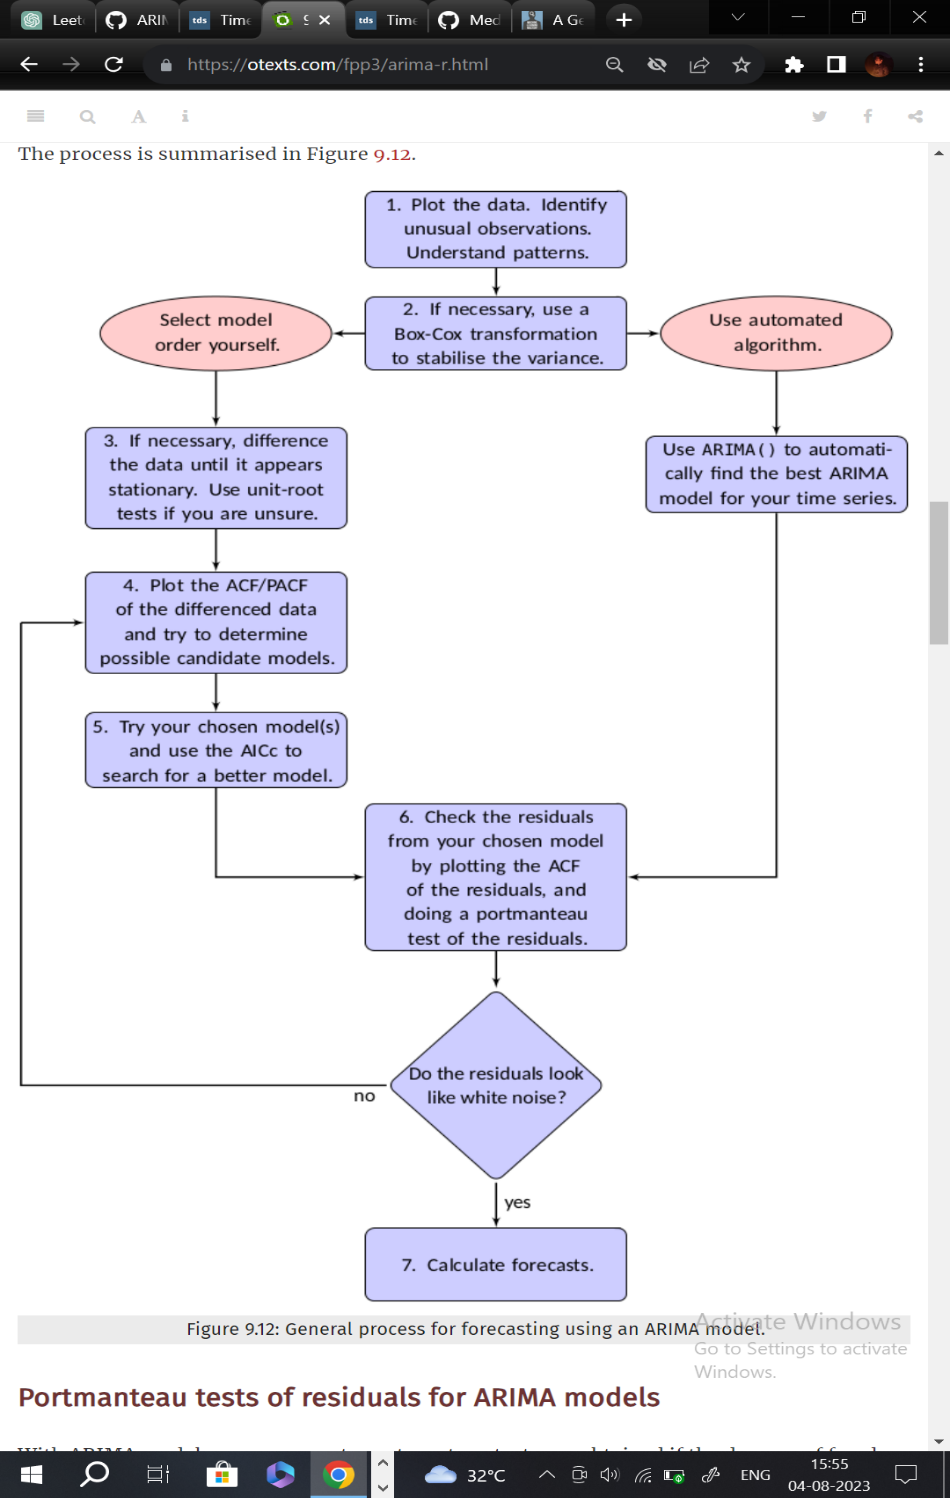 Leet
ARIM
tds
Time
9
tds
Time
Med
A Ge
https://otexts.com/fpp3/arima-r.html
A
i
The process is summarised in Figure 9.12.
1. Plot the data. Identify
unusual observations.
Understand patterns.
Select model
order yourself.
2. If necessary, use a
Box-Cox transformation
to stabilise the variance.
Use automated
algorithm.
3. If necessary, difference
the data until it appears
stationary. Use unit-root
tests if you are unsure.
Use ARIMA() to automati-
cally find the best ARIMA
model for your time series.
4. Plot the ACF/PACF
of the differenced data
and try to determine
possible candidate models.
5. Try your chosen model(s)
and use the AICc to
search for a better model.
6. Check the residuals
from your chosen model
by plotting the ACF
of the residuals, and
doing a portmanteau
test of the residuals.
Do the residuals look
like white noise?
no
yes
7. Calculate forecasts.
Figure 9.12: General process for forecasting using an ARIMA model.
Activate Windows
Go to Settings to activate
Windows.
Portmanteau tests of residuals for ARIMA models
32°C
ENG
15:55
04-08-2023